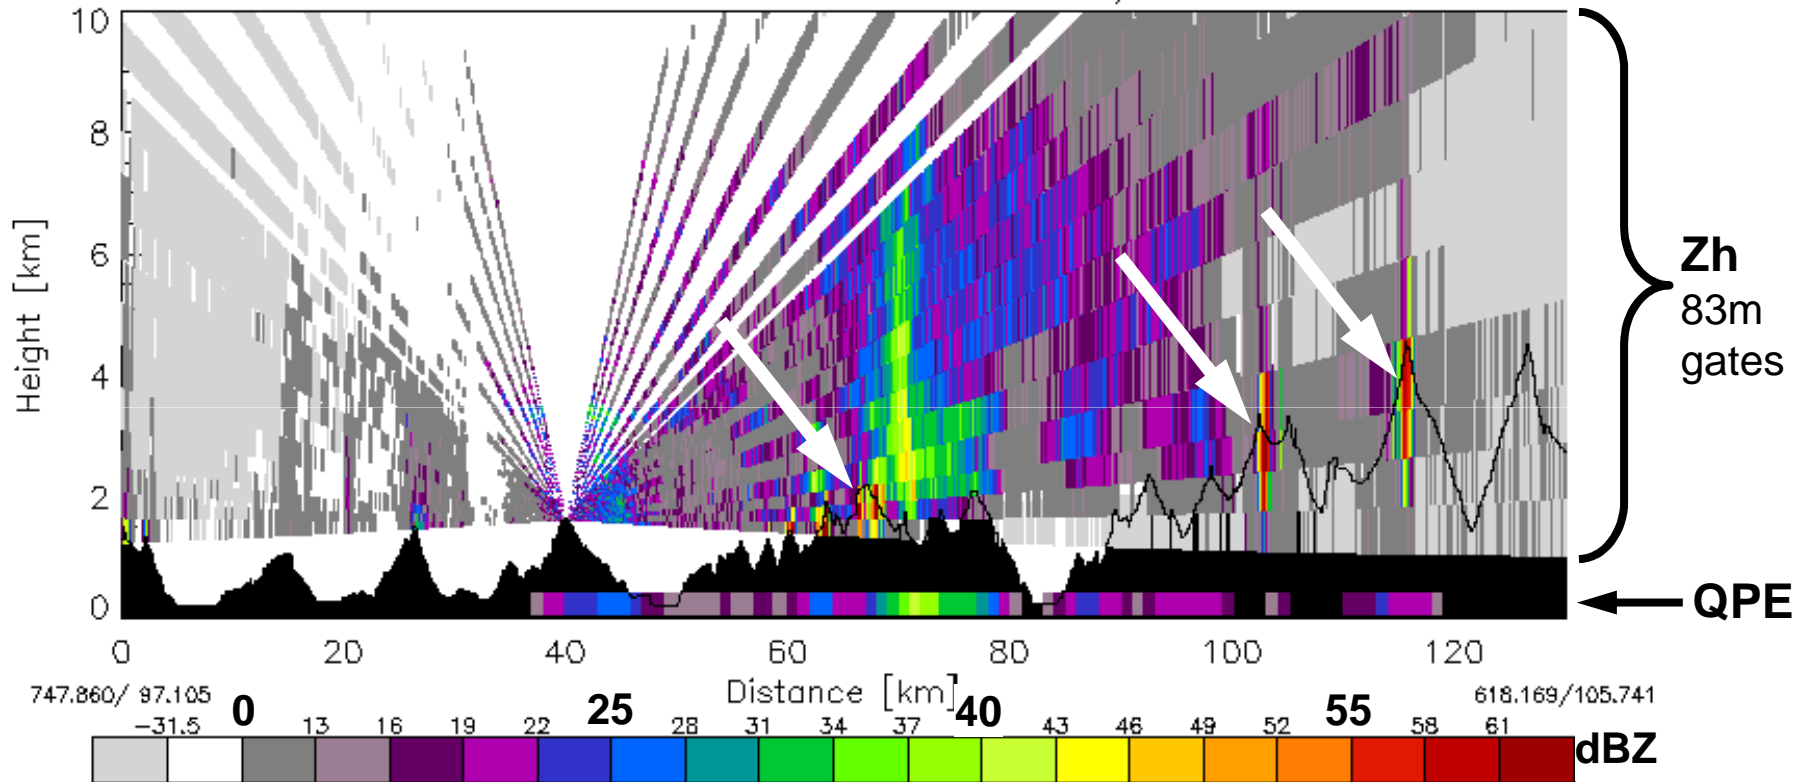 10
8
6
4
2
0
Height [km]
Zh
83m
gates
QPE
0 20 40 60 80 100 120
747.860/ 97.105
Distance [km]
618.169/105.741
-31.5 0 13 16 19 22 25 28 31 34 37 40 43 46 49 52 55 58 61
dBZ